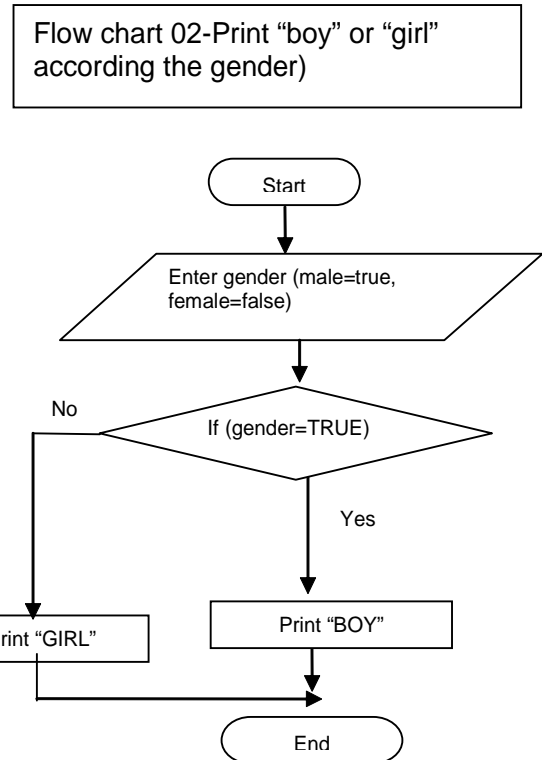 Flow chart 02-Print “boy” or “girl”
according the gender)
Start
Enter gender (male=true,
female=false)
If (gender=TRUE)
No
Yes
rint “GIRL”
Print “BOY”
End